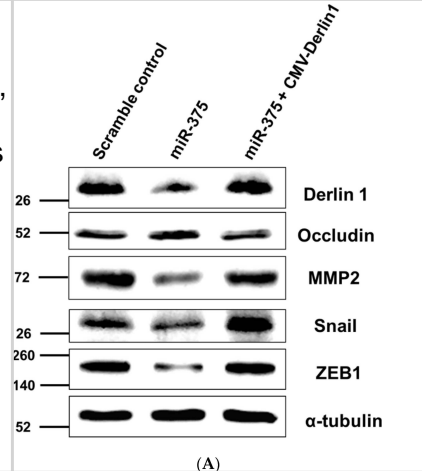 ,
s
Scramble control
miR-375
miR-375 + CMV-Derlin1
26
Derlin 1
52
Occludin
72
MMP2
26
Snail
260
140
ZEB1
52
α-tubulin
(A)